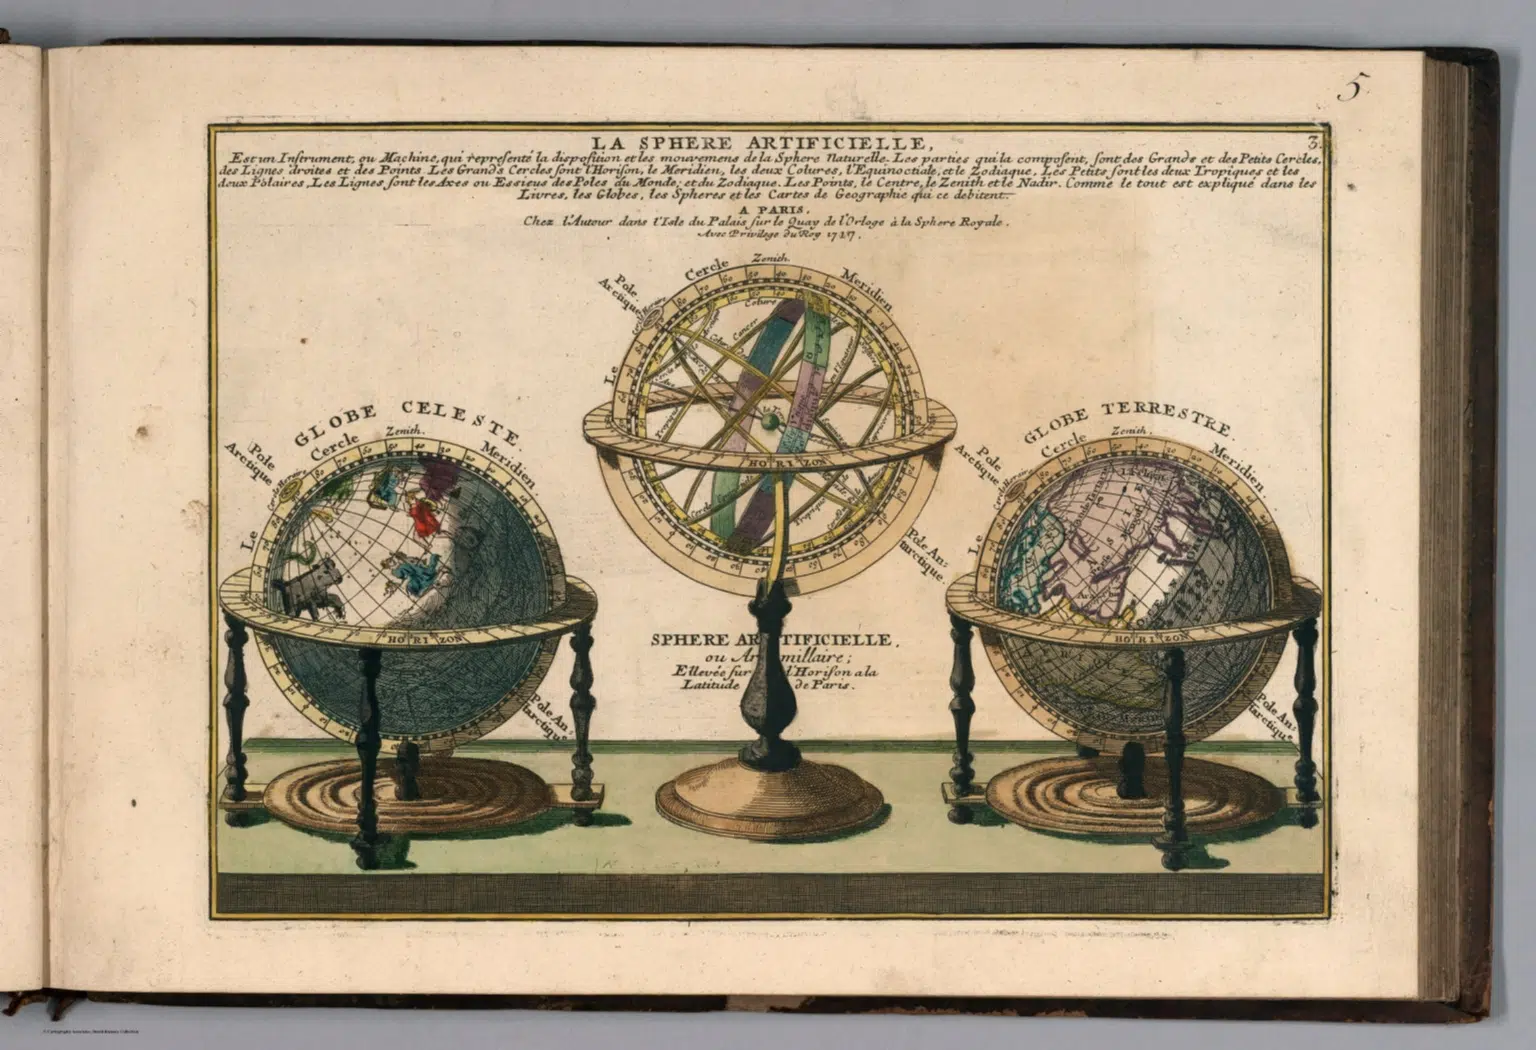 5
3.
LA SPHERE ARTIFICIELLE,
Est un Instrument, ou Machine, qui represente la disposition et les mouvemens de la Sphere Naturelle. Les parties qui la composent, sont des Grands et des Petits Cercles,
des Lignes droites et des Points. Les Grands Cercles sont l'Horison, le Meridien, les deux Colures, l'Equinoctiale, et le Zodiaque. Les Petits sont les deux Tropiques et les
deux Polaires, Les Lignes sont les Axes ou Essieus des Poles du Monde; et du Zodiaque. Les Points, le Centre, le Zenith et le Nadir. Comme le tout est expliqué dans les
Livres, les Globes, les Spheres et les Cartes de Geographie qui ce debitent.
A PARIS.
Chez l'Autour dans l'Isle du Palais sur le Quay de l'Orloge à la Sphere Royale.
Avec Privilege du Roy 1717.
Le Cercle Meridien
Zenith.
Pole Arctique
Pole An:
tarctique.
HORIZON
GLOBE CELESTE.
Le Cercle Meridien.
Zenith.
Pole
Arctique
HORIZON
Pole An:
tarctique
GLOBE TERRESTRE.
Le Cercle Meridien.
Zenith.
Pole
Arctique
HORIZON
Pole An:
tarctique
SPHERE ARTIFICIELLE,
ou Armillaire;
Ellevée sur l'Horison a la
Latitude de Paris.